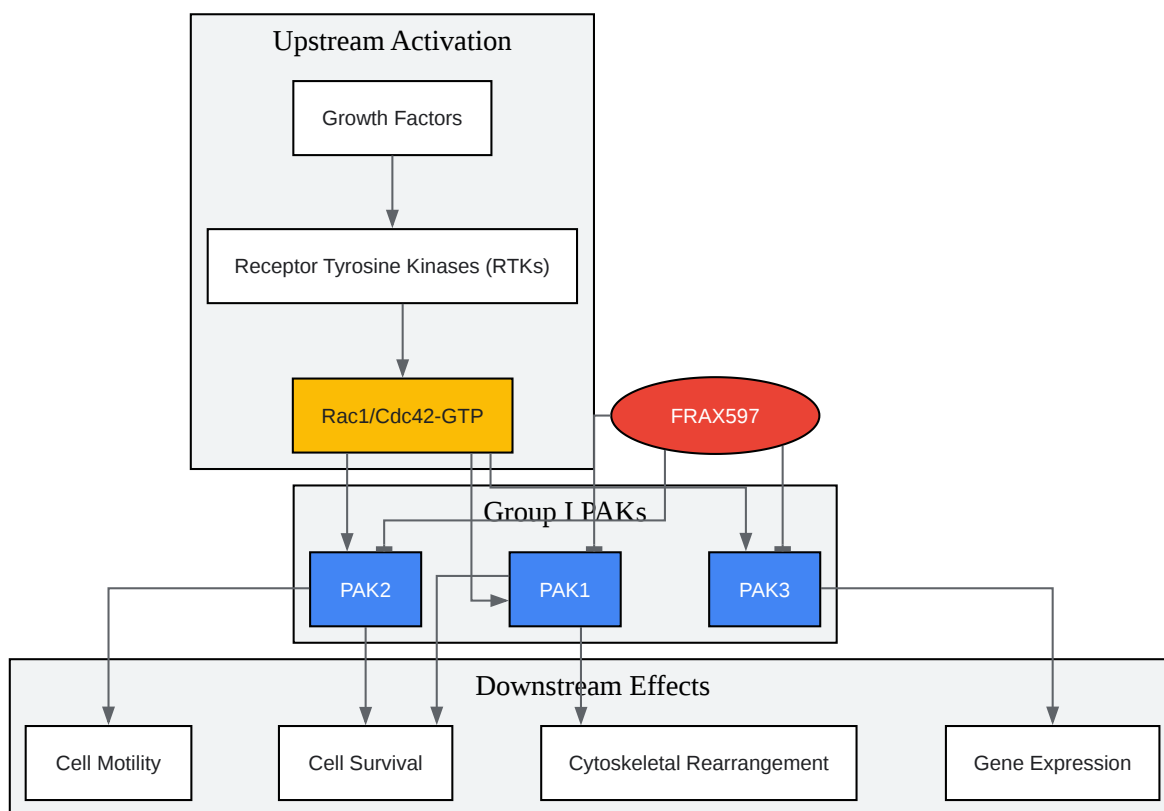 Upstream Activation
Growth Factors
Receptor Tyrosine Kinases (RTKs)
Rac1/Cdc42-GTP
FRAX597
Group I PAKs
PAK2
PAK1
PAK3
Downstream Effects
Cell Motility
Cell Survival
Cytoskeletal Rearrangement
Gene Expression